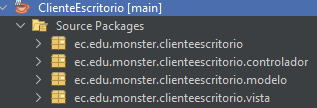 ClienteEscritorio [main]
Source Packages
ec.edu.monster.clienteescritorio
ec.edu.monster.clienteescritorio.controlador
ec.edu.monster.clienteescritorio.modelo
ec.edu.monster.clienteescritorio.vista